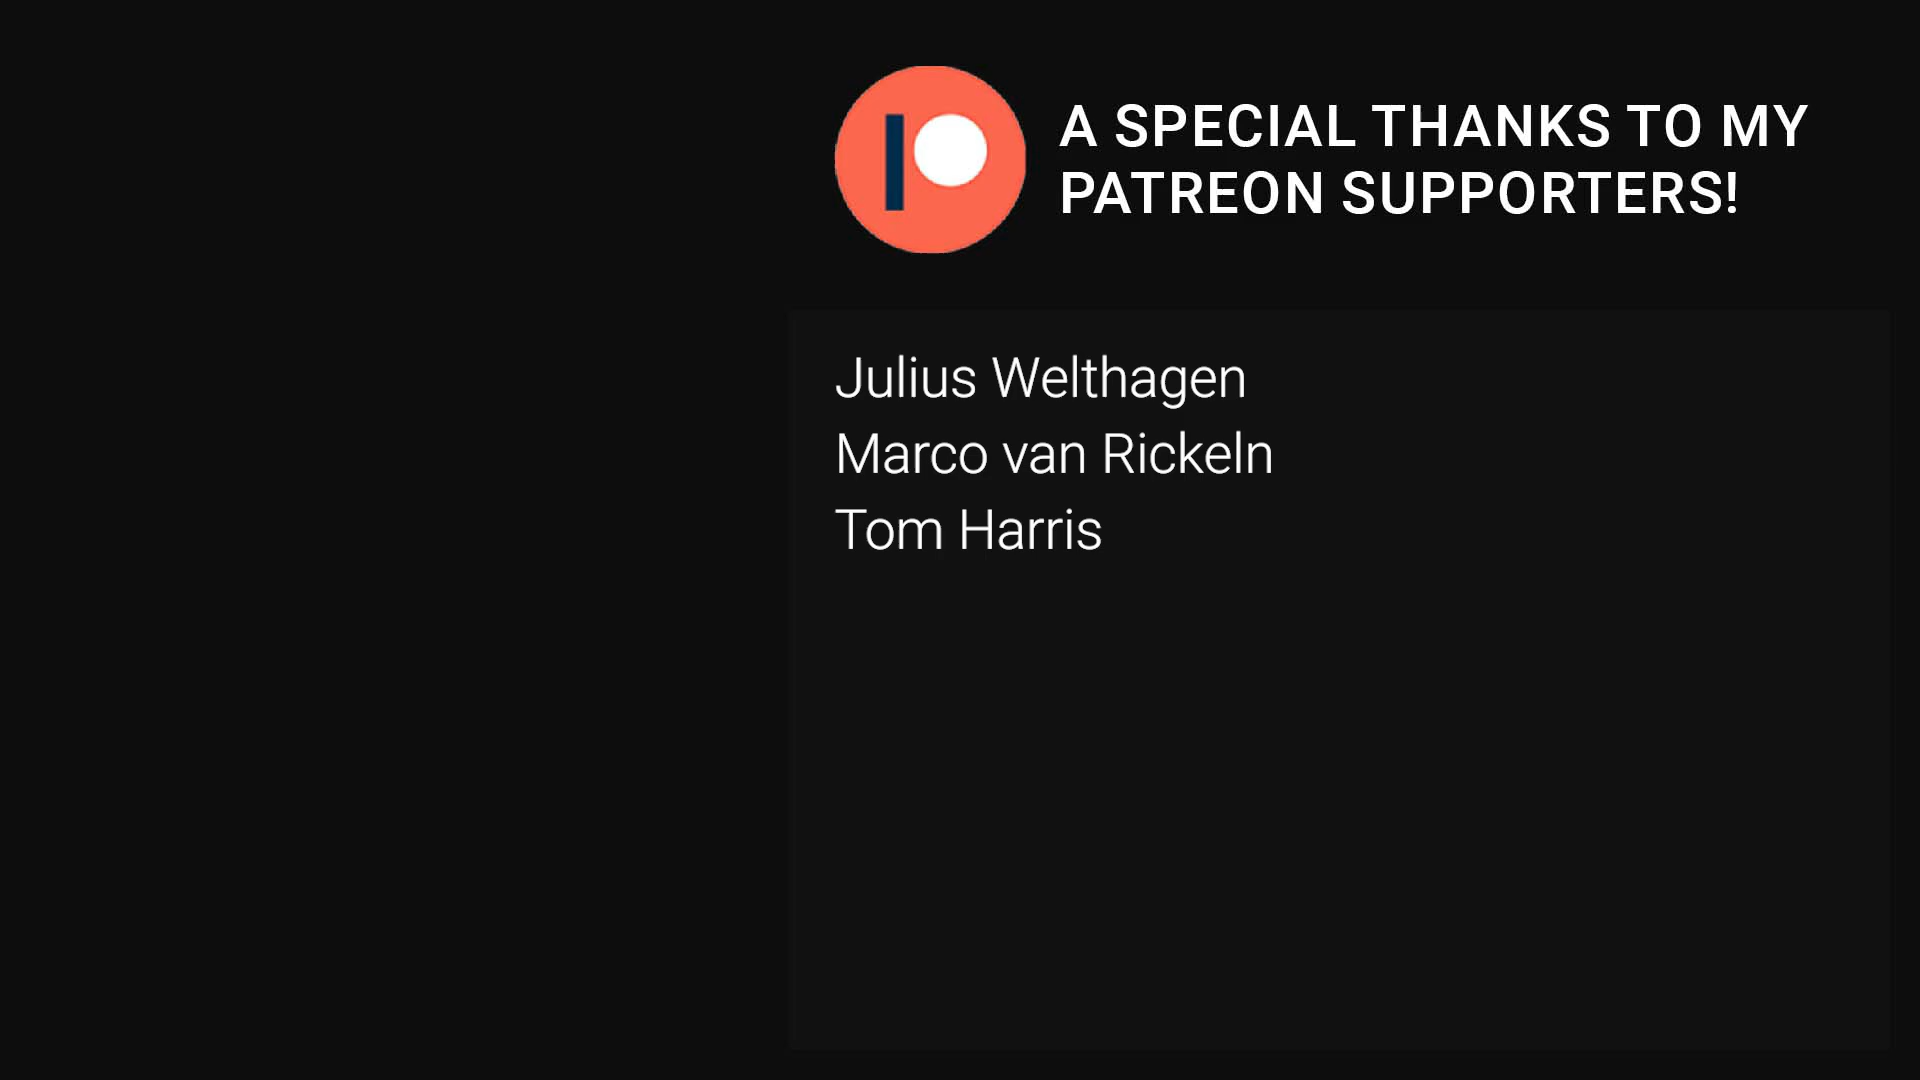 A SPECIAL THANKS TO MY
PATREON SUPPORTERS!
Julius Welthagen
Marco van Rickeln
Tom Harris